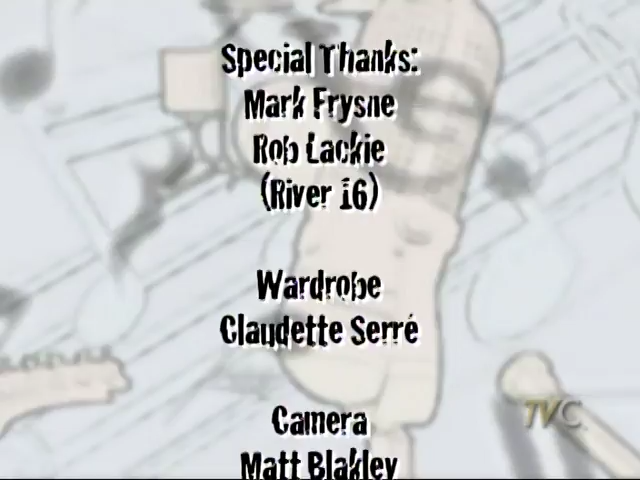 Special Thanks:
Mark Frysne
Rob Lackie
(River 16)
Wardrobe
Claudette Serré
Camera
Matt Blakley
TVC